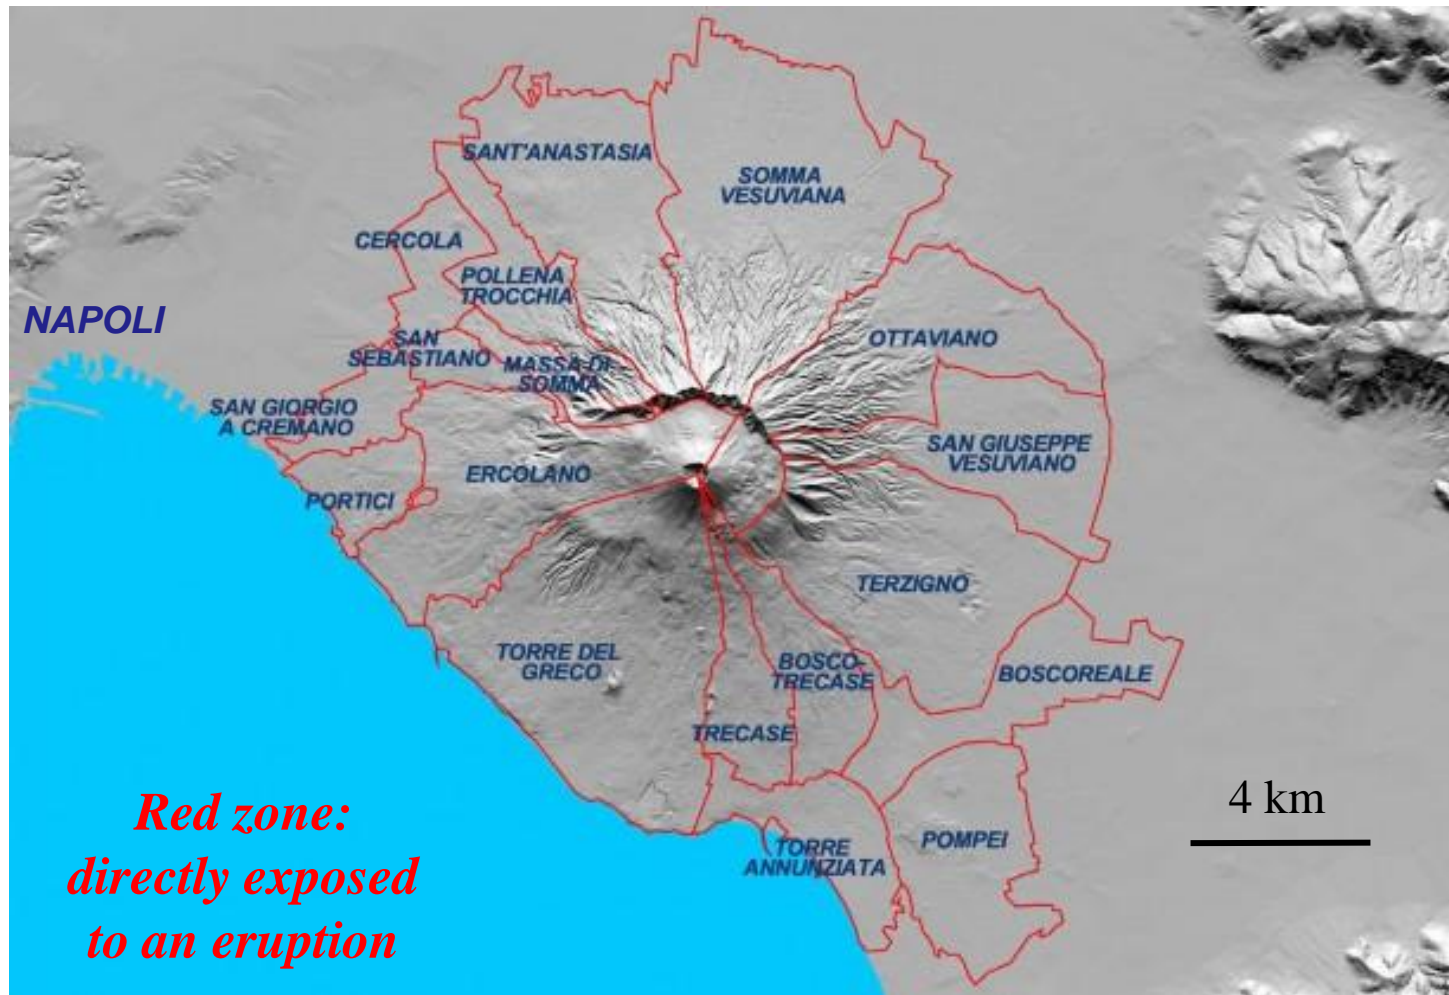 SANT'ANASTASIA
SOMMA
VESUVIANA
CERCOLA
POLLENA
TROCCHIA
NAPOLI
OTTAVIANO
SAN
SEBASTIANO
MASSA DI
SOMMA
SAN GIORGIO
A CREMANO
SAN GIUSEPPE
VESUVIANO
ERCOLANO
PORTICI
TERZIGNO
TORRE DEL
GRECO
BOSCO-
TRECASE
BOSCOREALE
TRECASE
4 km
Red zone:
directly exposed
to an eruption
TORRE
ANNUNZIATA
POMPEI